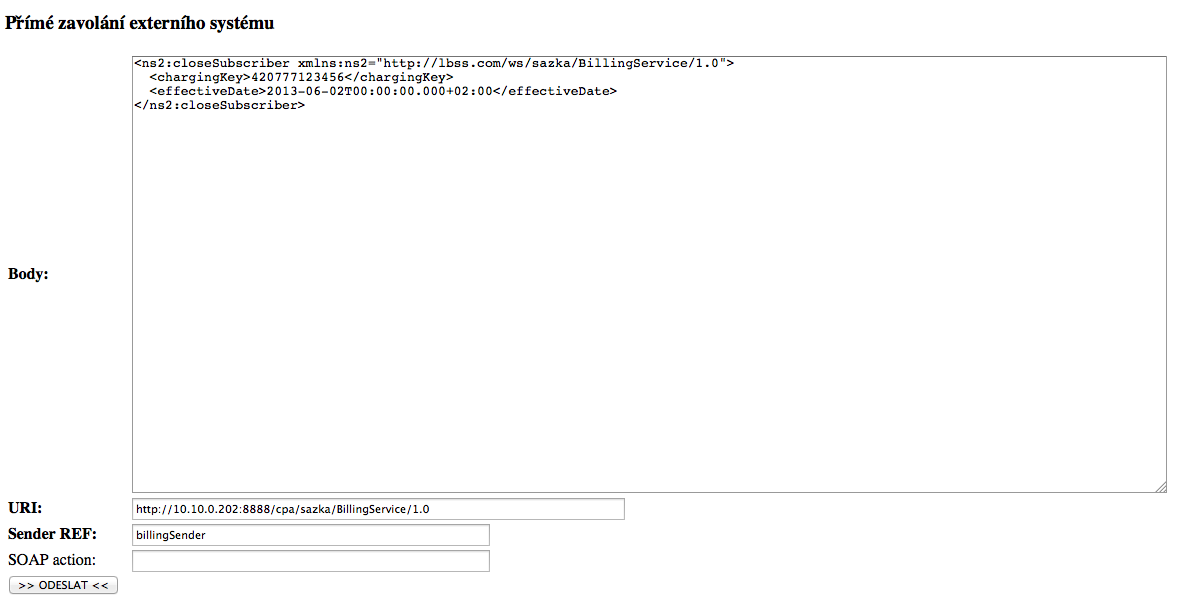 Přímé zavolání externího systému
<ns2:closeSubscriber xmlns:ns2="http://lbss.com/ws/sazka/BillingService/1.0">
  <chargingKey>420777123456</chargingKey>
  <effectiveDate>2013-06-02T00:00:00.000+02:00</effectiveDate>
</ns2:closeSubscriber>
Body:
URI: http://10.10.0.202:8888/cpa/sazka/BillingService/1.0
Sender REF: billingSender
SOAP action:
>> ODESLAT <<